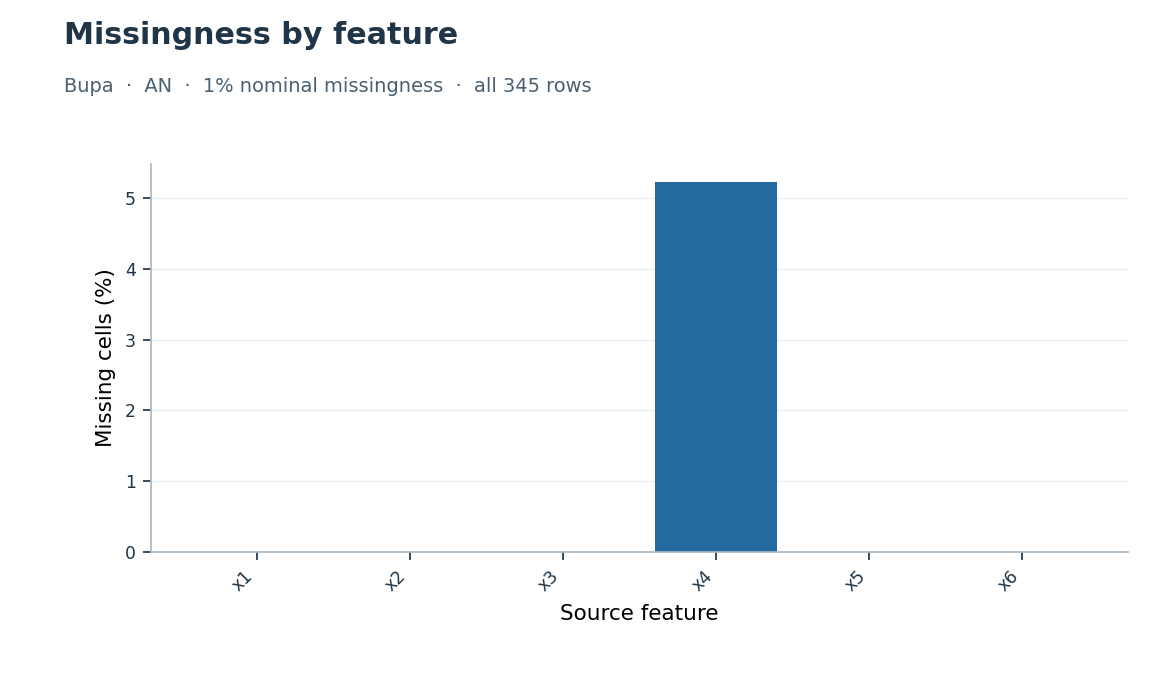 Missingness by feature
Bupa · AN · 1% nominal missingness · all 345 rows
Missing cells (%)
5
4
3
2
1
0
x1 x2 x3 x4 x5 x6
Source feature